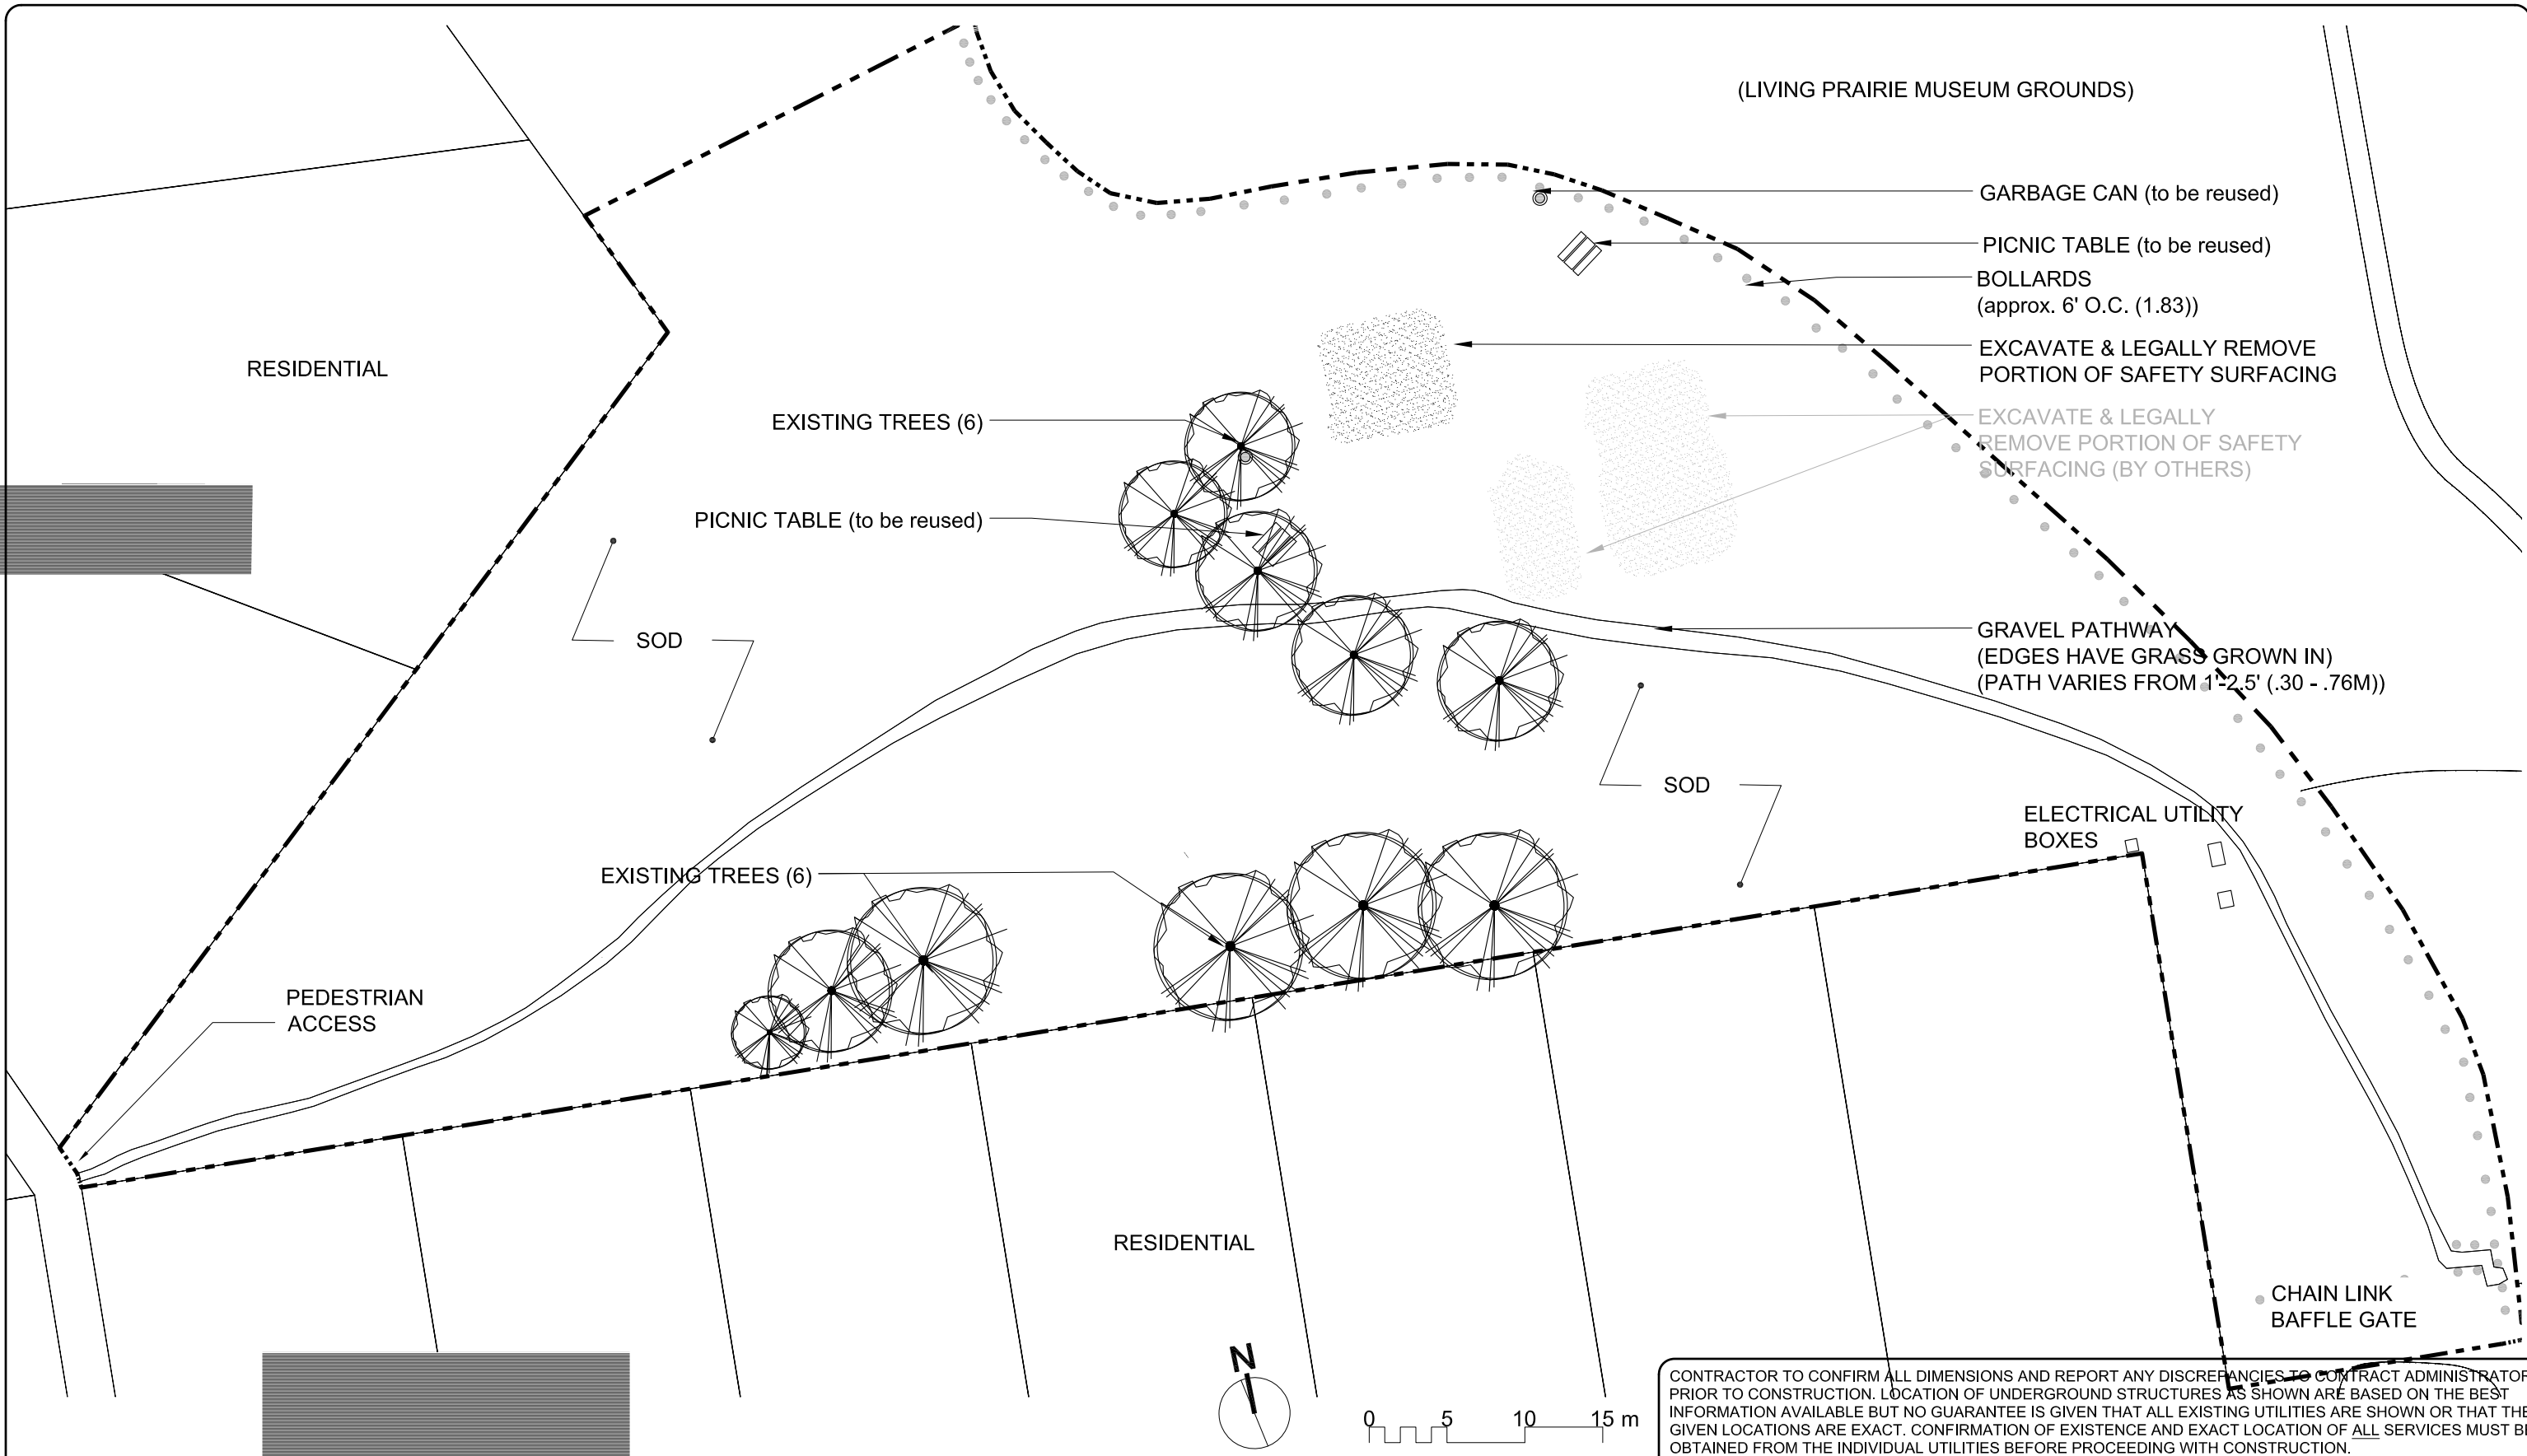 (LIVING PRAIRIE MUSEUM GROUNDS)
GARBAGE CAN (to be reused)
PICNIC TABLE (to be reused)
BOLLARDS
(approx. 6' O.C. (1.83))
EXCAVATE & LEGALLY REMOVE
PORTION OF SAFETY SURFACING
EXCAVATE & LEGALLY
REMOVE PORTION OF SAFETY
SURFACING (BY OTHERS)
RESIDENTIAL
EXISTING TREES (6)
PICNIC TABLE (to be reused)
SOD
GRAVEL PATHWAY
(EDGES HAVE GRASS GROWN IN)
(PATH VARIES FROM 1'-2.5' (.30 - .76M))
SOD
ELECTRICAL UTILITY
BOXES
EXISTING TREES (6)
PEDESTRIAN
ACCESS
RESIDENTIAL
CHAIN LINK
BAFFLE GATE
N
0 5 10 15 m
CONTRACTOR TO CONFIRM ALL DIMENSIONS AND REPORT ANY DISCREPANCIES TO CONTRACT ADMINISTRATOR
PRIOR TO CONSTRUCTION. LOCATION OF UNDERGROUND STRUCTURES AS SHOWN ARE BASED ON THE BEST
INFORMATION AVAILABLE BUT NO GUARANTEE IS GIVEN THAT ALL EXISTING UTILITIES ARE SHOWN OR THAT THE
GIVEN LOCATIONS ARE EXACT. CONFIRMATION OF EXISTENCE AND EXACT LOCATION OF ALL SERVICES MUST BE
OBTAINED FROM THE INDIVIDUAL UTILITIES BEFORE PROCEEDING WITH CONSTRUCTION.